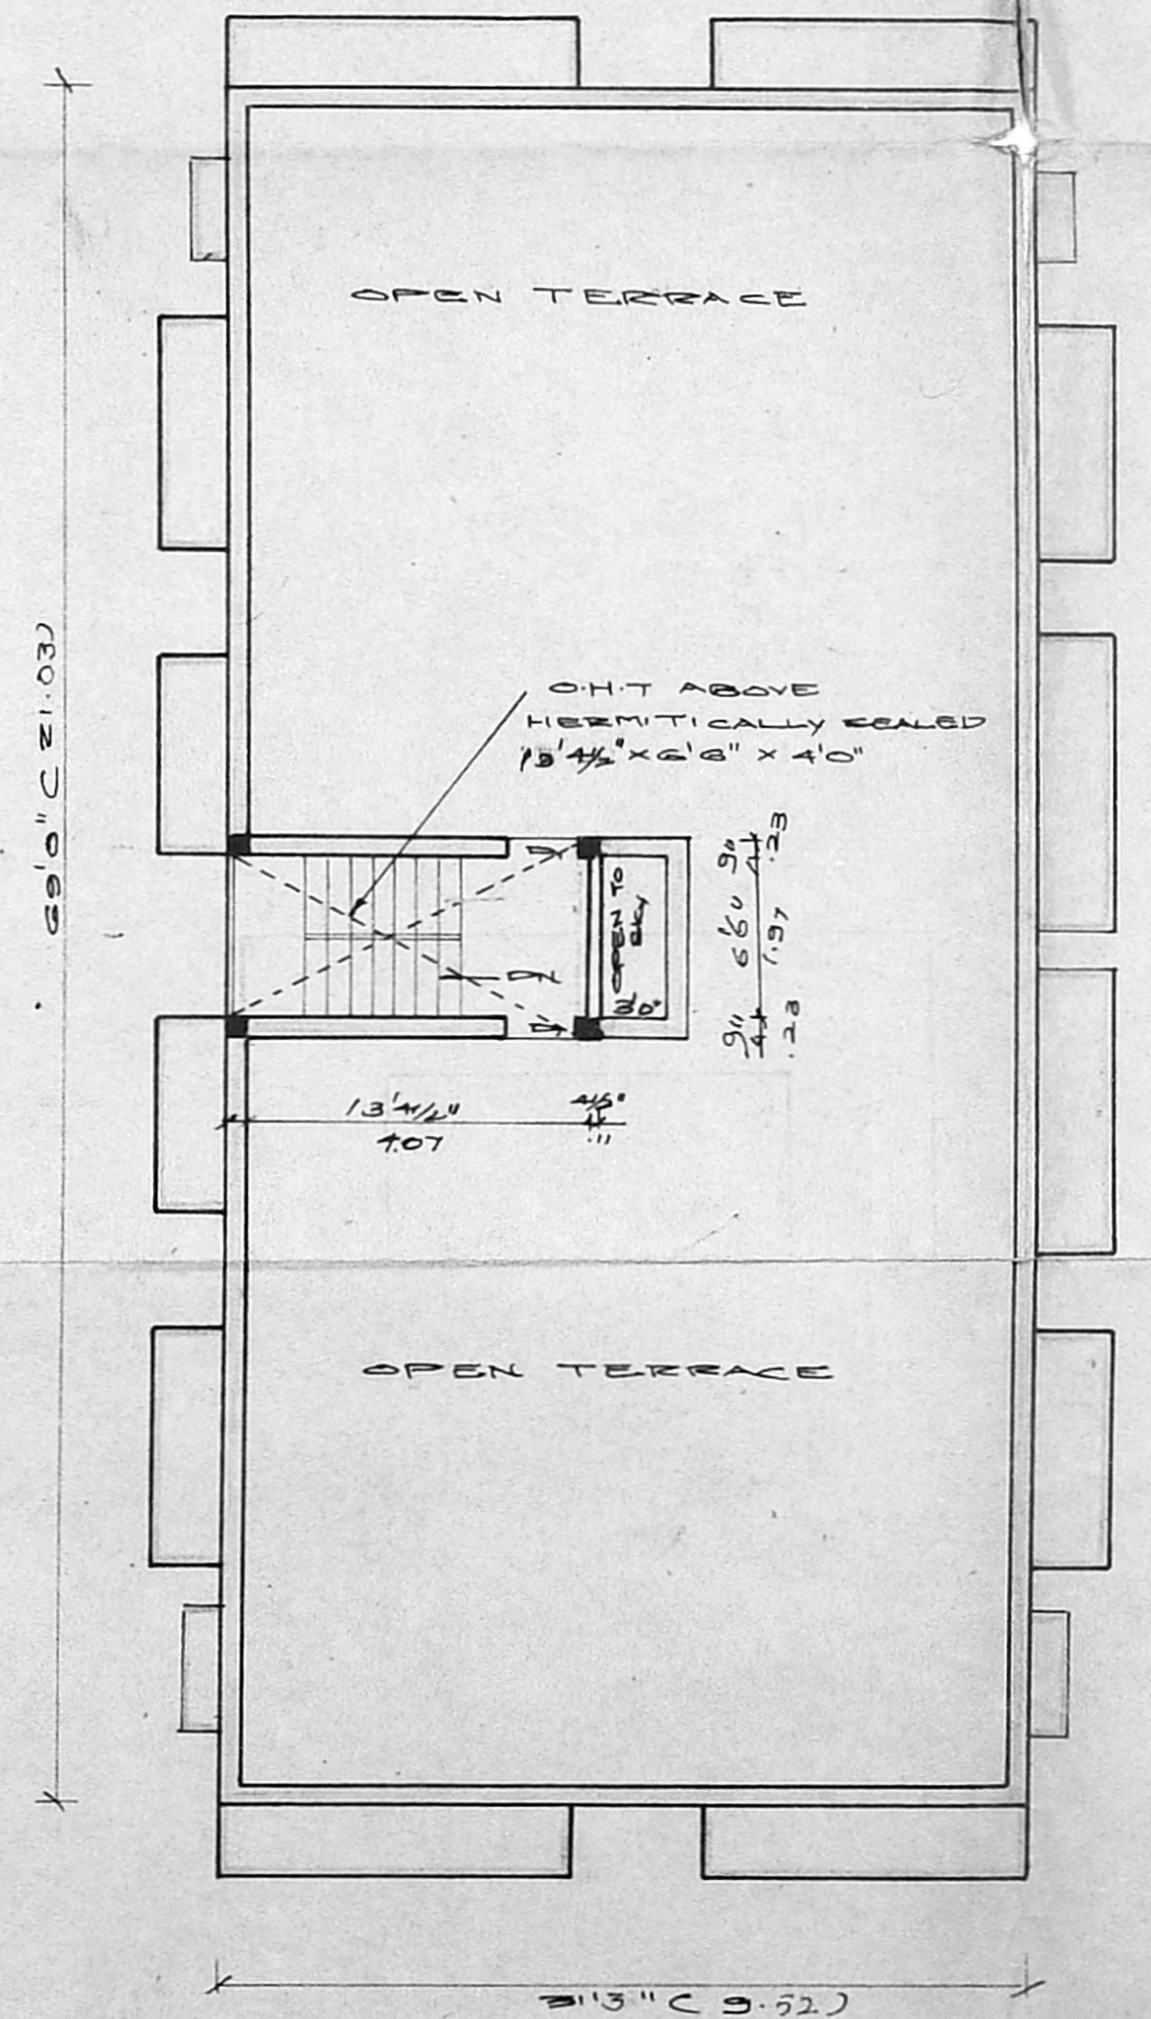 OPEN TERRACE
69'0" (21.03)
O.H.T ABOVE
HERMITICALLY SEALED
13'4½" X 6'6" X 4'0"
OPEN TO
SKY
3'0"
9"
.23
6'6"
1.97
9"
.23
D
DN
D
13'4½"
4.07
4½"
.11
OPEN TERRACE
31'3" (9.52)